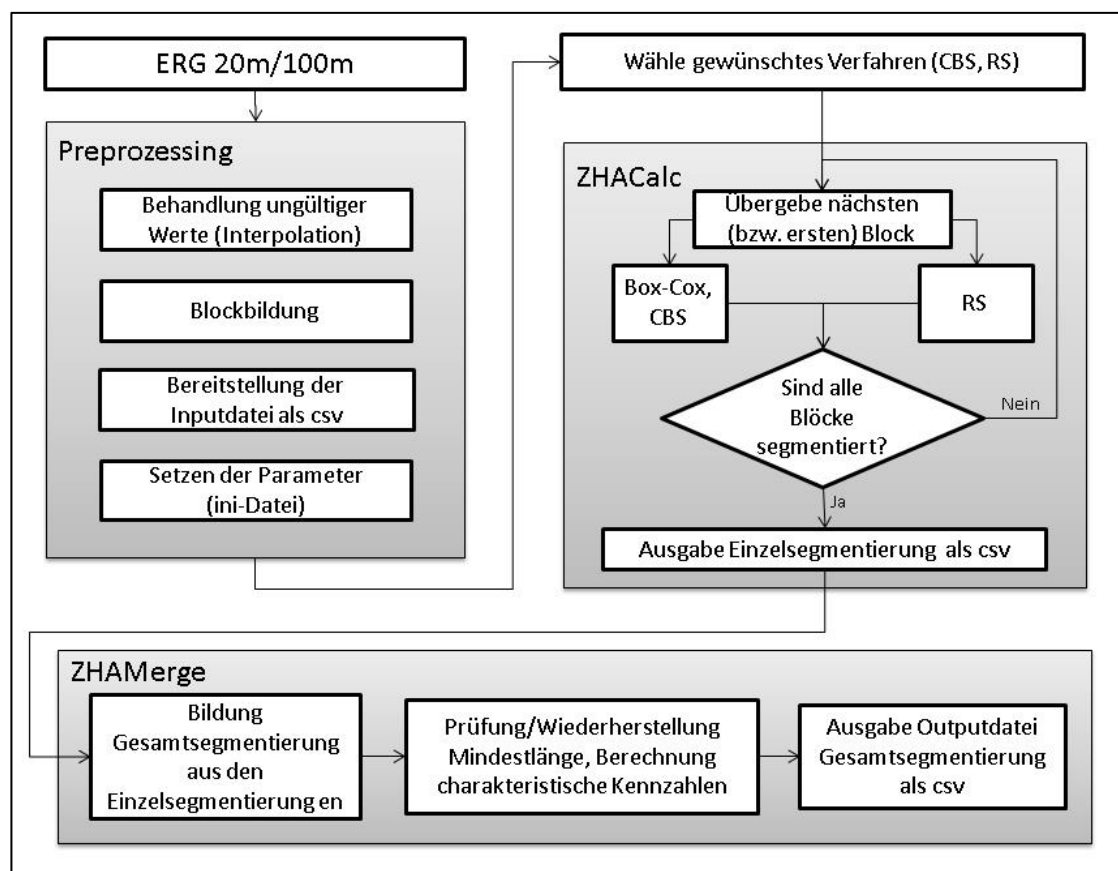 ERG 20m/100m
Preprozessing
Behandlung ungültiger
Werte (Interpolation)
Blockbildung
Bereitstellung der
Inputdatei als csv
Setzen der Parameter
(ini-Datei)
Wähle gewünschtes Verfahren (CBS, RS)
ZHACalc
Übergebe nächsten
(bzw. ersten) Block
Box-Cox,
CBS
RS
Sind alle
Blöcke
segmentiert?
Nein
Ja
Ausgabe Einzelsegmentierung als csv
ZHAMerge
Bildung
Gesamtsegmentierung
aus den
Einzelsegmentierung en
Prüfung/Wiederherstellung
Mindestlänge, Berechnung
charakteristische Kennzahlen
Ausgabe Outputdatei
Gesamtsegmentierung
als csv